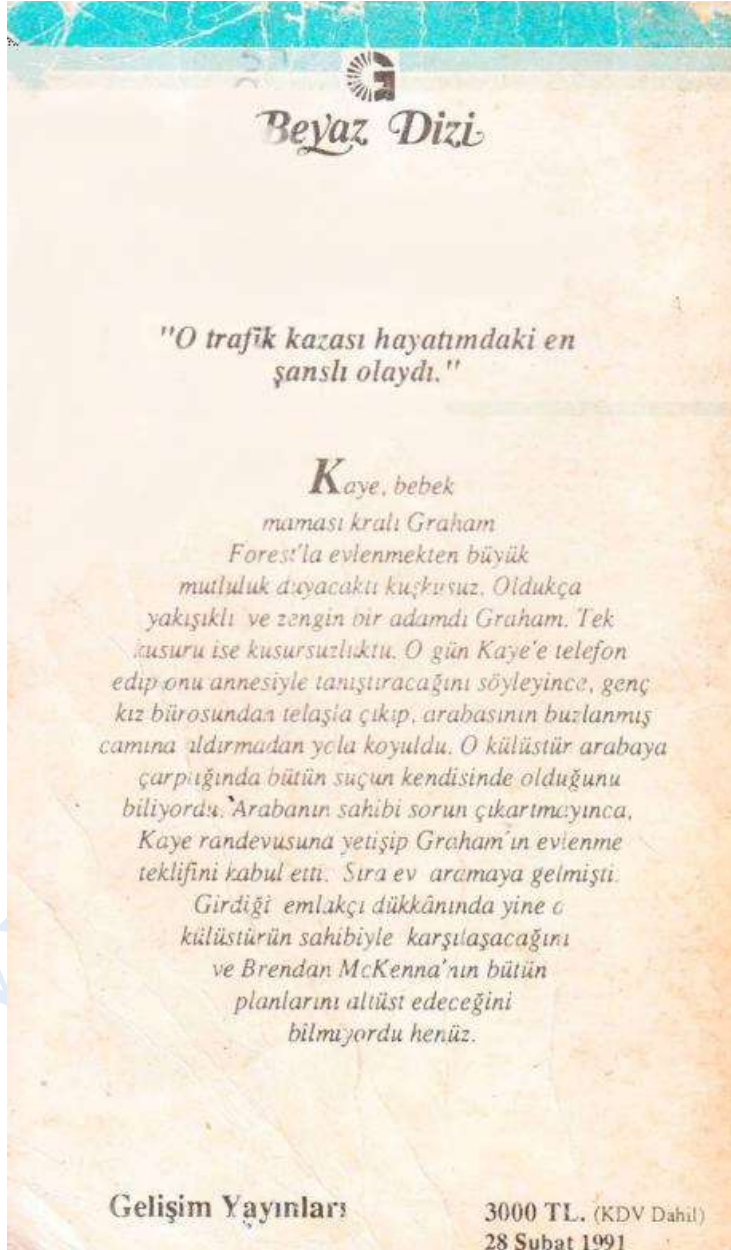 Beyaz Dizi
"O trafik kazası hayatımdaki en
şanslı olaydı."
Kaye, bebek
maması kralı Graham
Forest'la evlenmekten büyük
mutluluk duyacaktı kuşkusuz. Oldukça
yakışıklı ve zengin bir adamdı Graham. Tek
kusuru ise kusursuzluktu. O gün Kaye'e telefon
edip onu annesiyle tanıştıracağını söyleyince, genç
kız bürosundan telaşla çıkıp, arabasının buzlanmış
camına aldırmadan yola koyuldu. O külüstür arabaya
çarptığında bütün suçun kendisinde olduğunu
biliyordu. Arabanın sahibi sorun çıkartmayınca,
Kaye randevusuna yetişip Graham'ın evlenme
teklifini kabul etti. Sıra ev aramaya gelmişti.
Girdiği emlakçı dükkânında yine o
külüstürün sahibiyle karşılaşacağını
ve Brendan McKenna'nın bütün
planlarını altüst edeceğini
bilmiyordu henüz.
Gelişim Yayınları
3000 TL. (KDV Dahil)
28 Şubat 1991